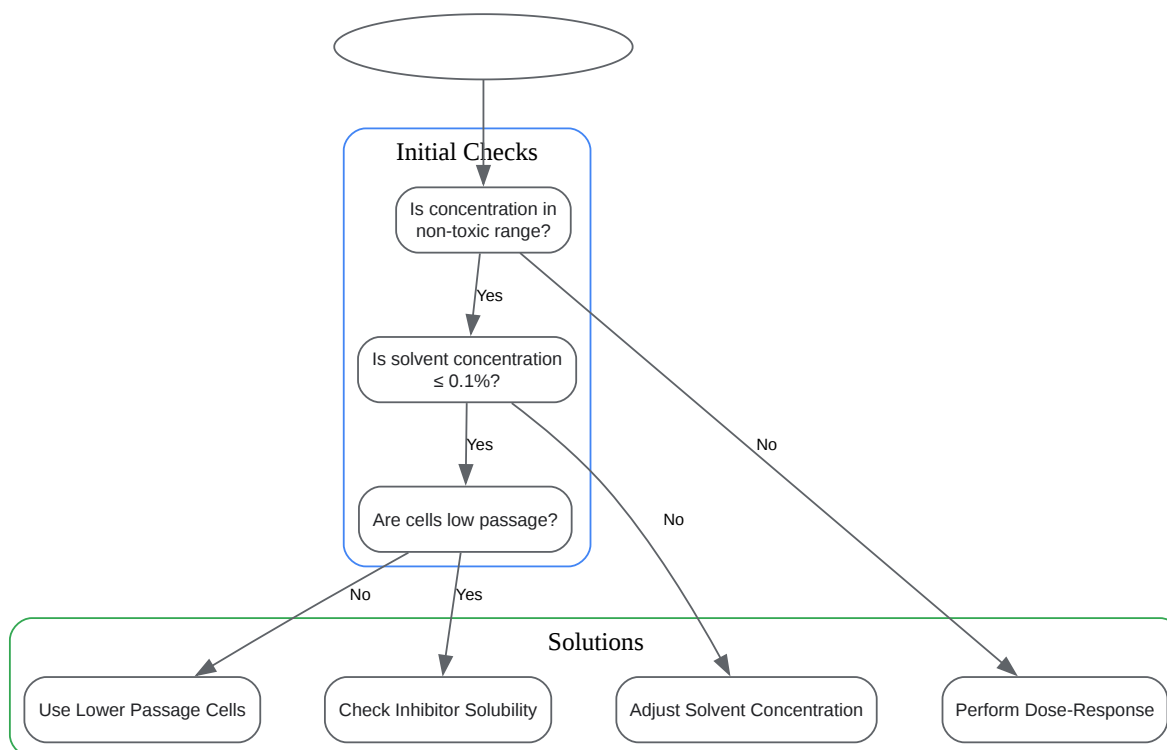 Initial Checks
Is concentration in
non-toxic range?
Yes
Is solvent concentration
≤ 0.1%?
Yes
No
Are cells low passage?
No
No
Yes
Solutions
Use Lower Passage Cells
Check Inhibitor Solubility
Adjust Solvent Concentration
Perform Dose-Response